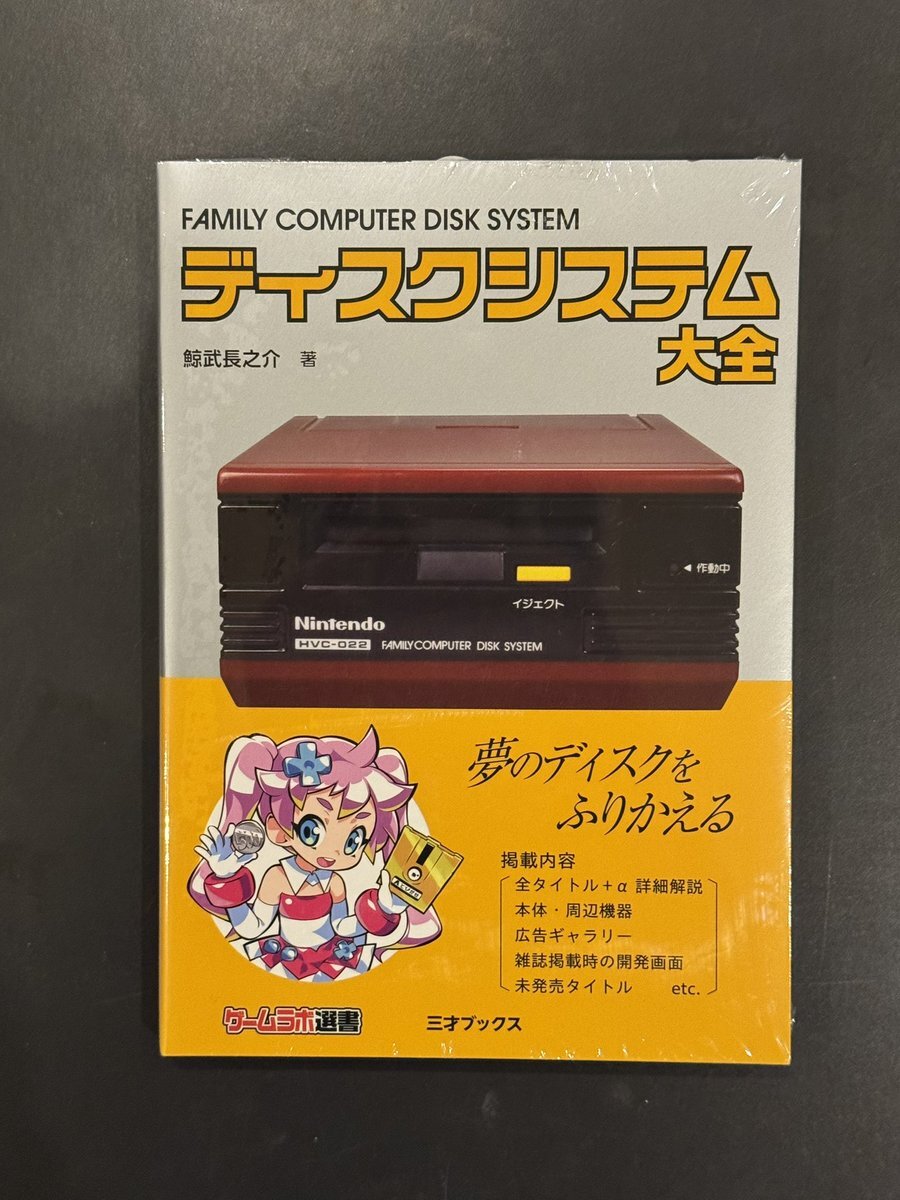 FAMILY COMPUTER DISK SYSTEM
ディスクシステム
大全
鯨武長之介 著
◀ 作動中
イジェクト
Nintendo
HVC-022 FAMILY COMPUTER DISK SYSTEM
夢のディスクを
ふりかえる
掲載内容
全タイトル+α 詳細解説
本体・周辺機器
広告ギャラリー
雑誌掲載時の開発画面
未発売タイトル etc.
500
ゲームラボ選書
三才ブックス